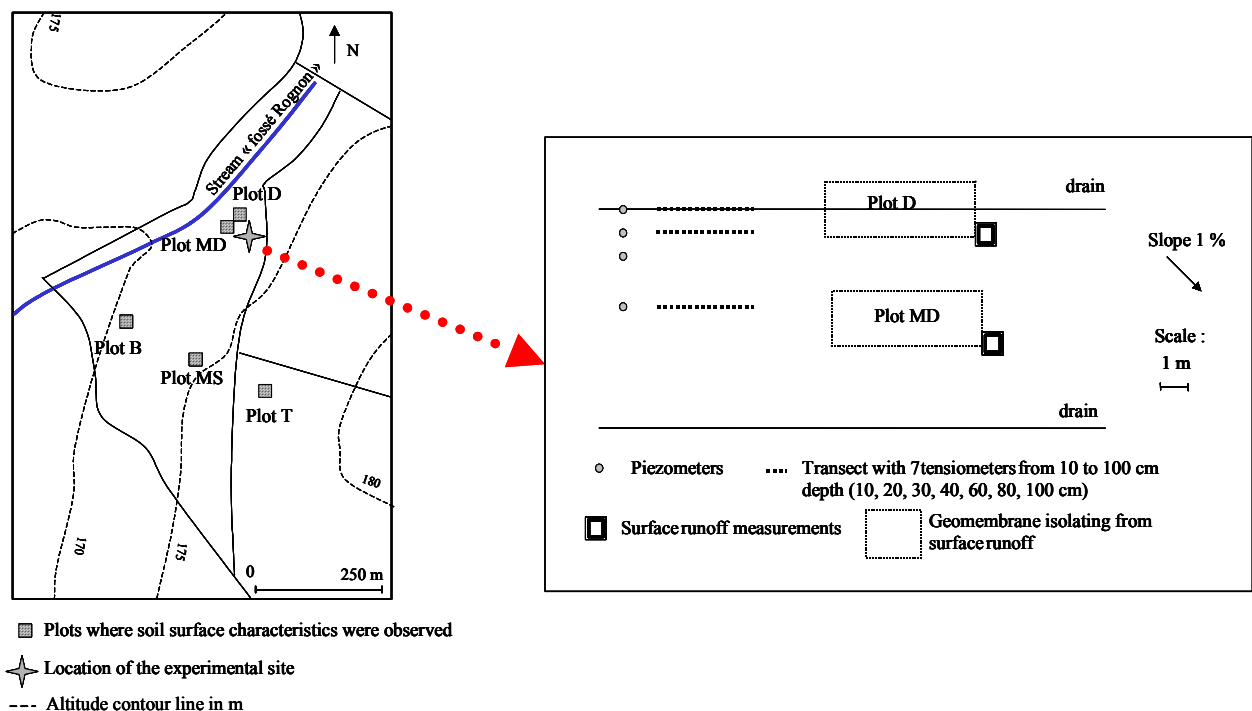 175
N
Stream « fossé Rognon »
Plot D
Plot MD
Plot B
Plot MS
Plot T
180
170
175
0
250 m
Plots where soil surface characteristics were observed
Location of the experimental site
Altitude contour line in m
drain
Plot D
Slope 1 %
Plot MD
Scale :
1 m
drain
Piezometers
Transect with 7 tensiometers from 10 to 100 cm
depth (10, 20, 30, 40, 60, 80, 100 cm)
Surface runoff measurements
Geomembrane isolating from
surface runoff